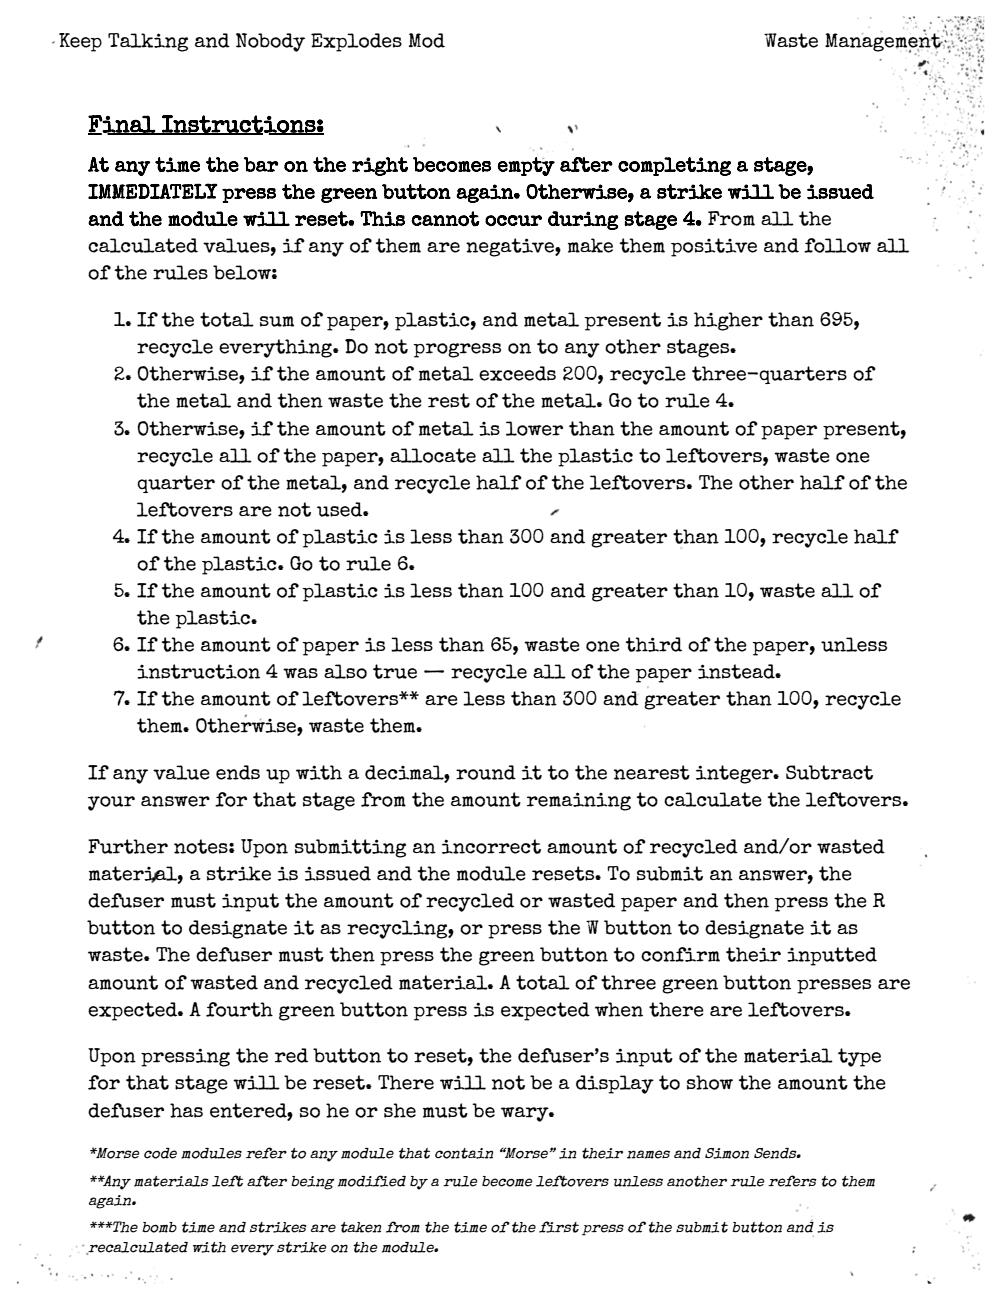 Keep Talking and Nobody Explodes Mod Waste Management
Final Instructions:
At any time the bar on the right becomes empty after completing a stage,
IMMEDIATELY press the green button again. Otherwise, a strike will be issued
and the module will reset. This cannot occur during stage 4. From all the
calculated values, if any of them are negative, make them positive and follow all
of the rules below:
1. If the total sum of paper, plastic, and metal present is higher than 695,
recycle everything. Do not progress on to any other stages.
2. Otherwise, if the amount of metal exceeds 200, recycle three-quarters of
the metal and then waste the rest of the metal. Go to rule 4.
3. Otherwise, if the amount of metal is lower than the amount of paper present,
recycle all of the paper, allocate all the plastic to leftovers, waste one
quarter of the metal, and recycle half of the leftovers. The other half of the
leftovers are not used.
4. If the amount of plastic is less than 300 and greater than 100, recycle half
of the plastic. Go to rule 6.
5. If the amount of plastic is less than 100 and greater than 10, waste all of
the plastic.
6. If the amount of paper is less than 65, waste one third of the paper, unless
instruction 4 was also true — recycle all of the paper instead.
7. If the amount of leftovers** are less than 300 and greater than 100, recycle
them. Otherwise, waste them.
If any value ends up with a decimal, round it to the nearest integer. Subtract
your answer for that stage from the amount remaining to calculate the leftovers.
Further notes: Upon submitting an incorrect amount of recycled and/or wasted
material, a strike is issued and the module resets. To submit an answer, the
defuser must input the amount of recycled or wasted paper and then press the R
button to designate it as recycling, or press the W button to designate it as
waste. The defuser must then press the green button to confirm their inputted
amount of wasted and recycled material. A total of three green button presses are
expected. A fourth green button press is expected when there are leftovers.
Upon pressing the red button to reset, the defuser's input of the material type
for that stage will be reset. There will not be a display to show the amount the
defuser has entered, so he or she must be wary.
*Morse code modules refer to any module that contain “Morse” in their names and Simon Sends.
**Any materials left after being modified by a rule become leftovers unless another rule refers to them
again.
***The bomb time and strikes are taken from the time of the first press of the submit button and is
recalculated with every strike on the module.